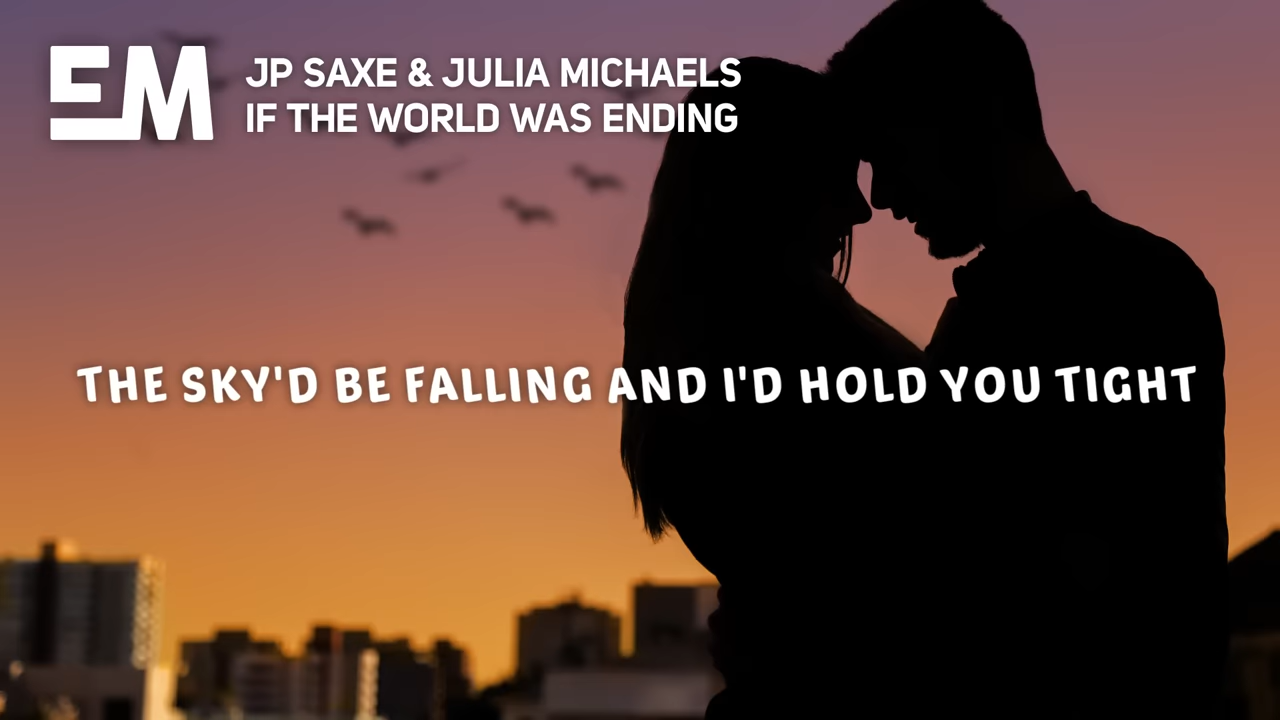 EM
JP SAXE & JULIA MICHAELS
IF THE WORLD WAS ENDING
THE SKY'D BE FALLING AND I'D HOLD YOU TIGHT